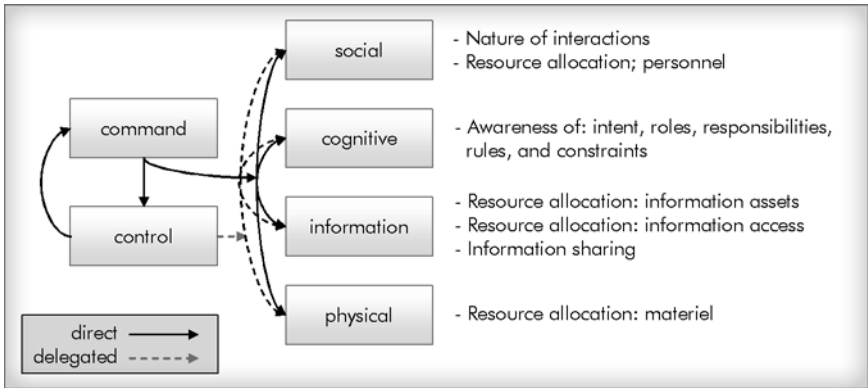 social
- Nature of interactions
- Resource allocation; personnel
command
cognitive
- Awareness of: intent, roles, responsibilities,
rules, and constraints
control
information
- Resource allocation: information assets
- Resource allocation: information access
- Information sharing
physical
- Resource allocation: materiel
direct
delegated